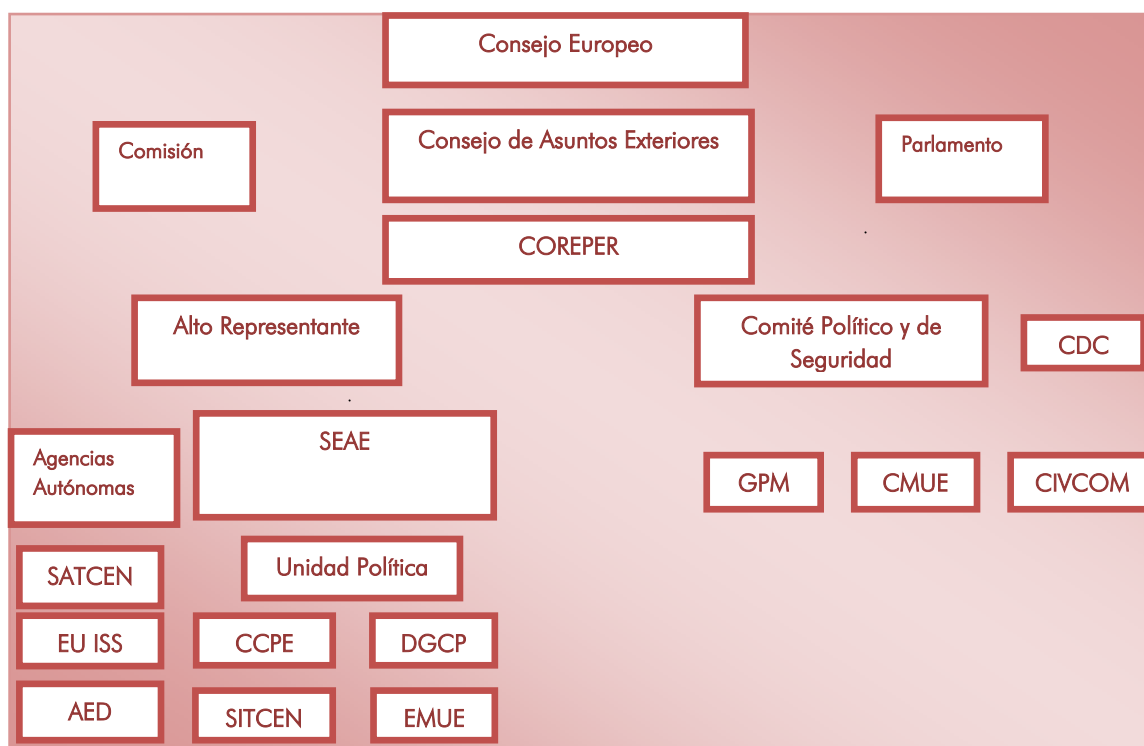 Consejo Europeo
Comisión
Consejo de Asuntos Exteriores
Parlamento
COREPER
Alto Representante
Comité Político y de
Seguridad
CDC
Agencias
Autónomas
SEAE
GPM
CMUE
CIVCOM
SATCEN
Unidad Política
EU ISS
CCPE
DGCP
AED
SITCEN
EMUE